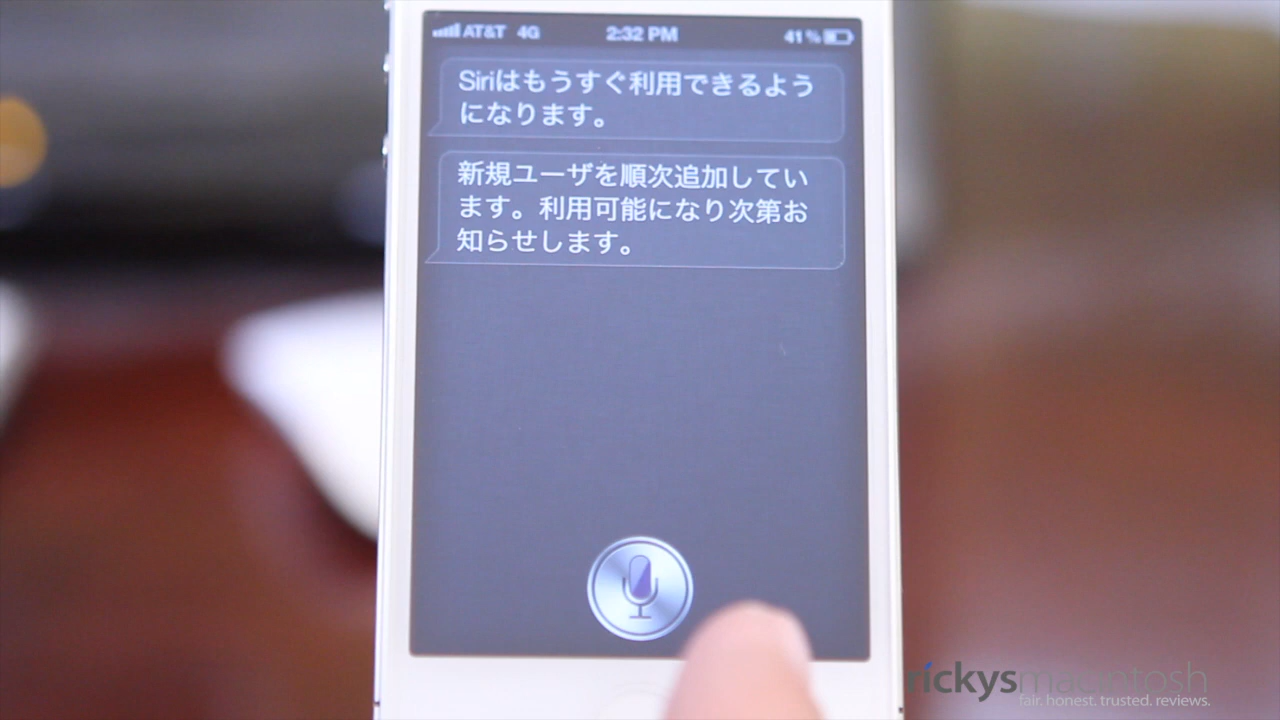 AT&T 4G 2:32 PM 41%
Siriはもうすぐ利用できるよう
になります。
新規ユーザを順次追加してい
ます。利用可能になり次第お
知らせします。
rickysmacintosh
fair. honest. trusted. reviews.